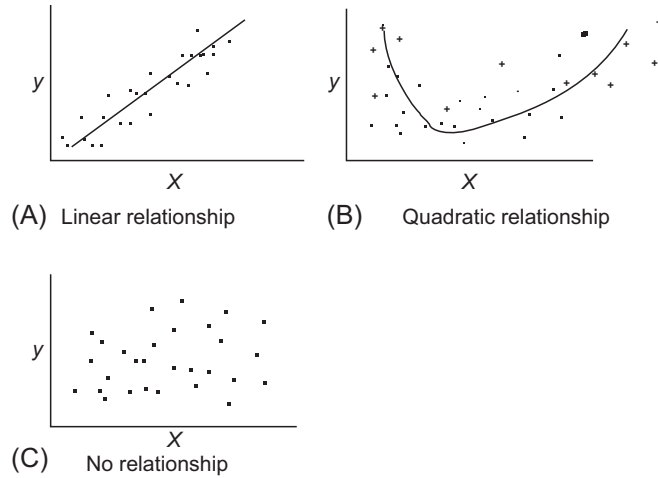 y
y
X
X
(A) Linear relationship
(B) Quadratic relationship
y
X
(C) No relationship